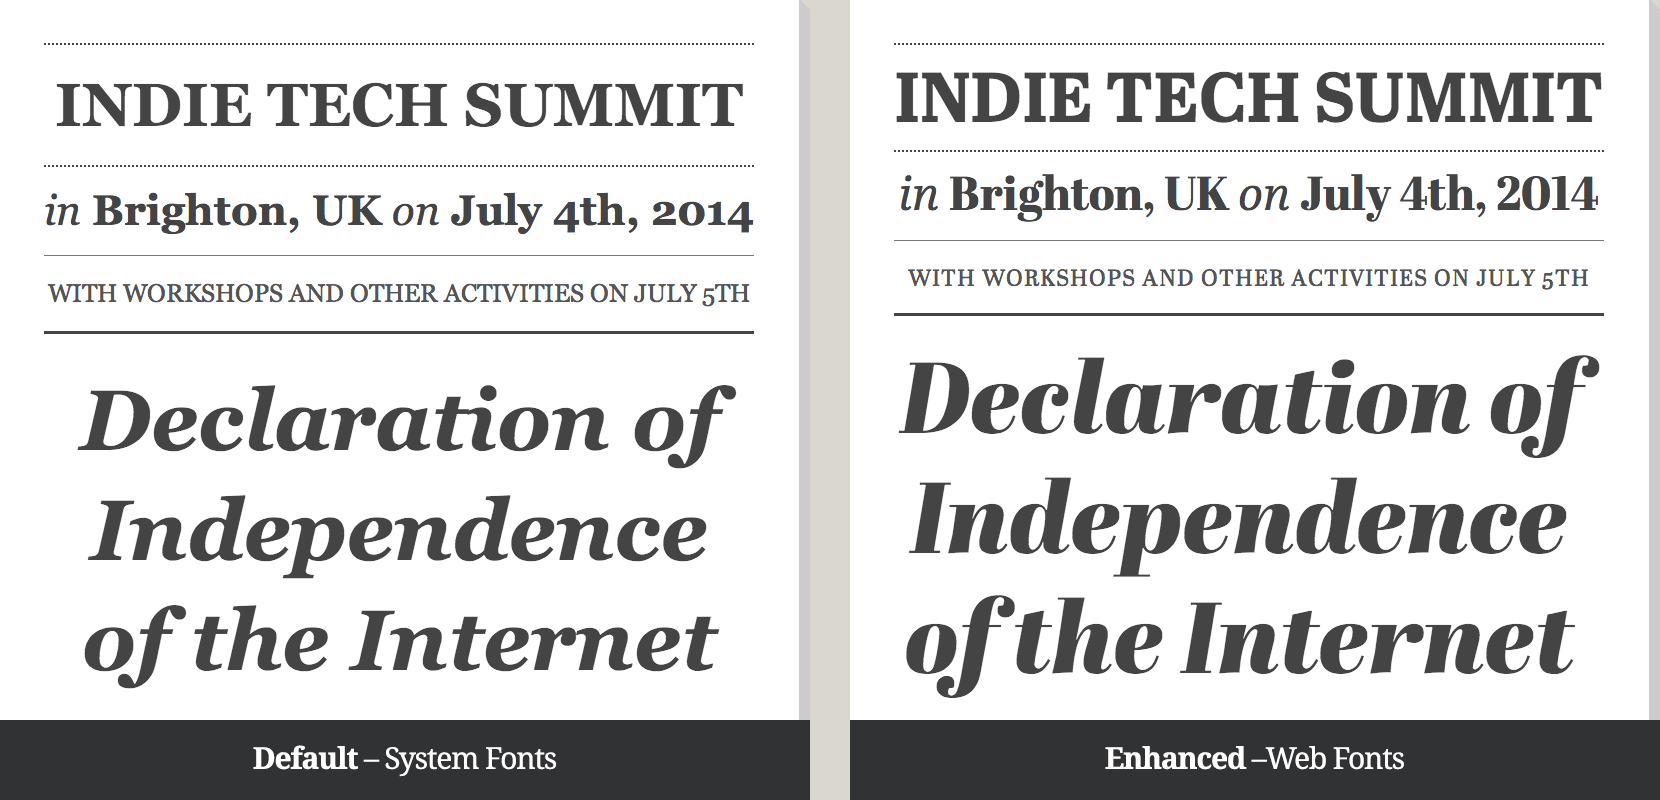 INDIE TECH SUMMIT
in Brighton, UK on July 4th, 2014
WITH WORKSHOPS AND OTHER ACTIVITIES ON JULY 5TH
Declaration of
Independence
of the Internet
Default – System Fonts
INDIE TECH SUMMIT
in Brighton, UK on July 4th, 2014
WITH WORKSHOPS AND OTHER ACTIVITIES ON JULY 5TH
Declaration of
Independence
of the Internet
Enhanced –Web Fonts